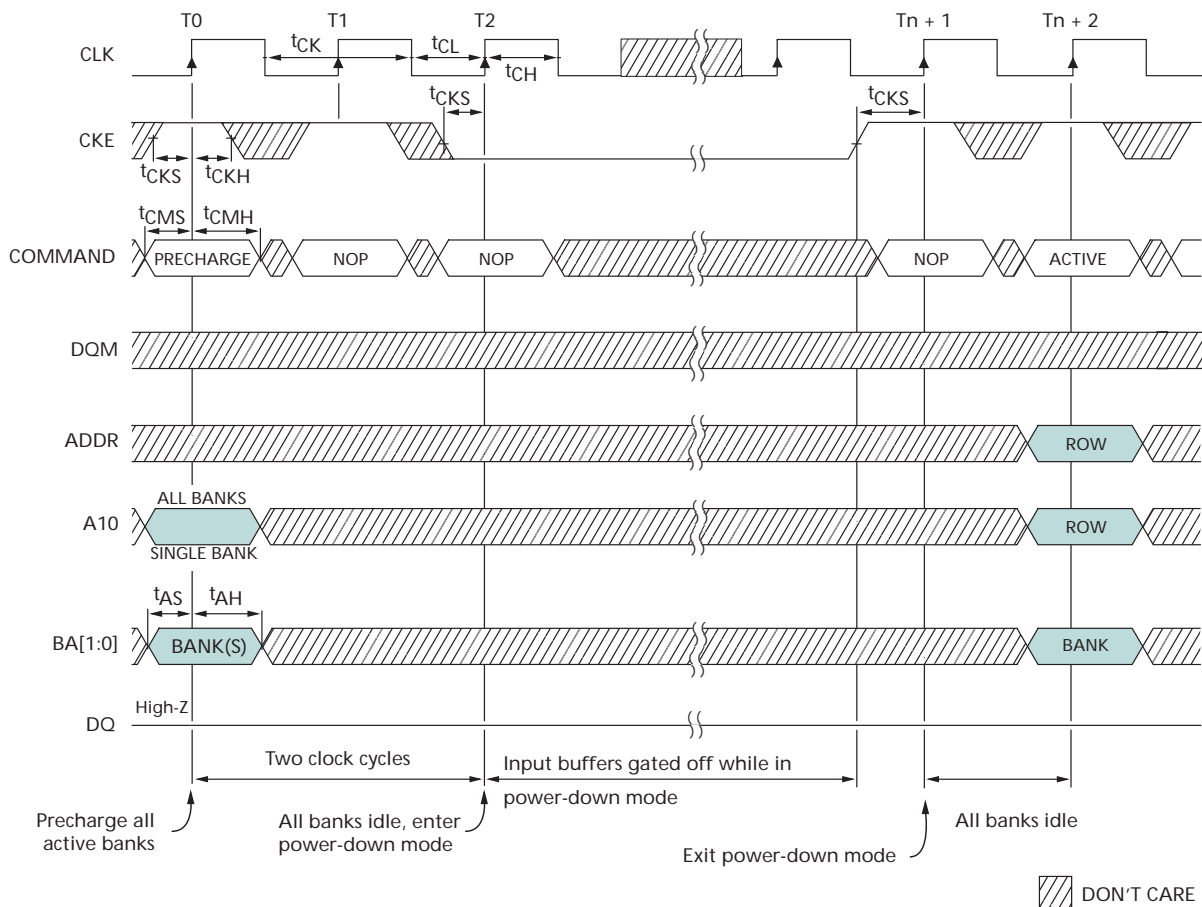 T0 T1 T2 Tn + 1 Tn + 2
CLK
tCK tCL
tCH
tCKS tCKS
CKE
tCKS tCKH
tCMS tCMH
COMMAND PRECHARGE NOP NOP NOP ACTIVE
DQM
ADDR ROW
ALL BANKS
A10 ROW
SINGLE BANK
tAS tAH
BA[1:0] BANK(S) BANK
High-Z
DQ
Two clock cycles
Input buffers gated off while in
power-down mode
Precharge all
active banks
All banks idle, enter
power-down mode
Exit power-down mode
All banks idle
DON'T CARE